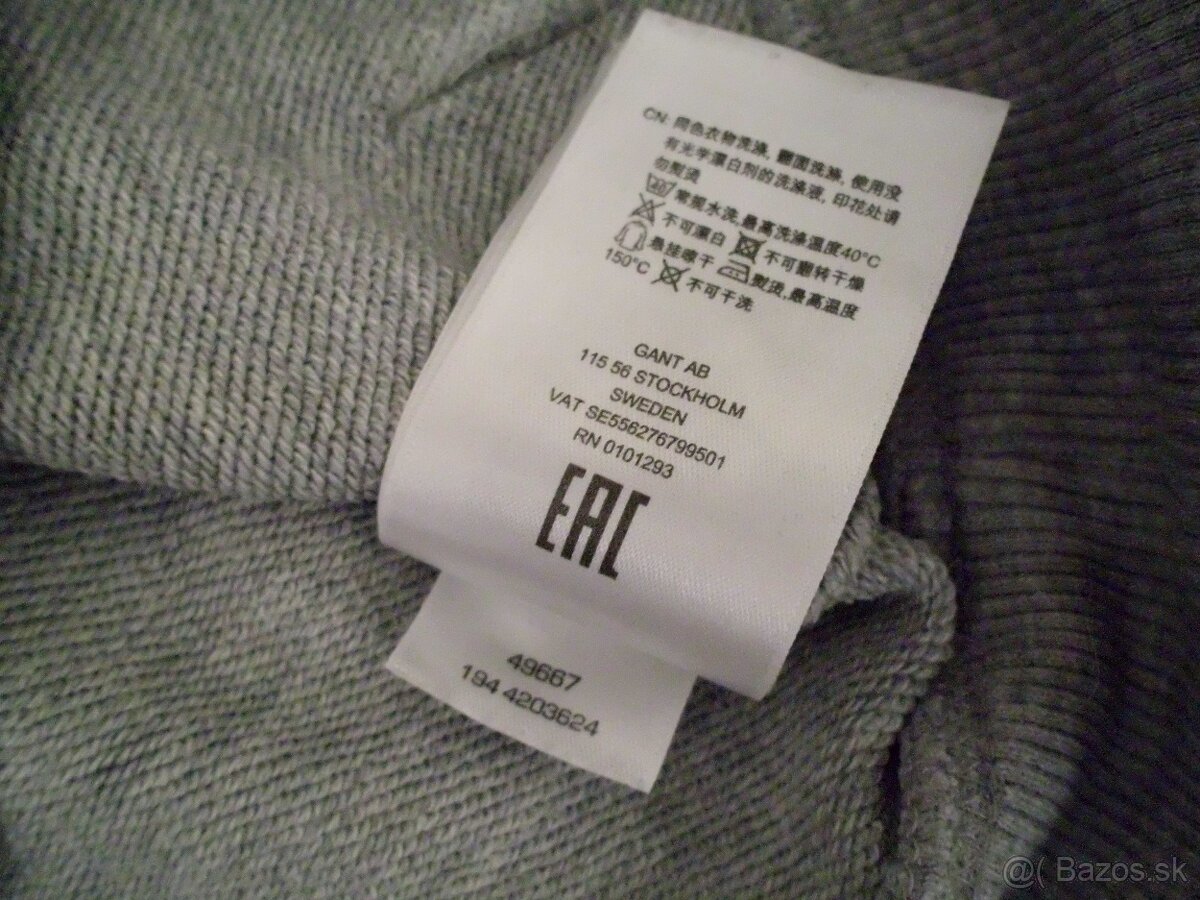 CN: 同色衣物洗涤, 翻面洗涤, 使用没
有光学漂白剂的洗涤液, 印花处请
勿熨烫
常规水洗,最高洗涤温度40°C
不可漂白 不可翻转干燥
悬挂晾干 熨烫,最高温度
150°C 不可干洗
GANT AB
115 56 STOCKHOLM
SWEDEN
VAT SE556276799501
RN 0101293
EAC
49667
194 4203624
@( Bazos.sk